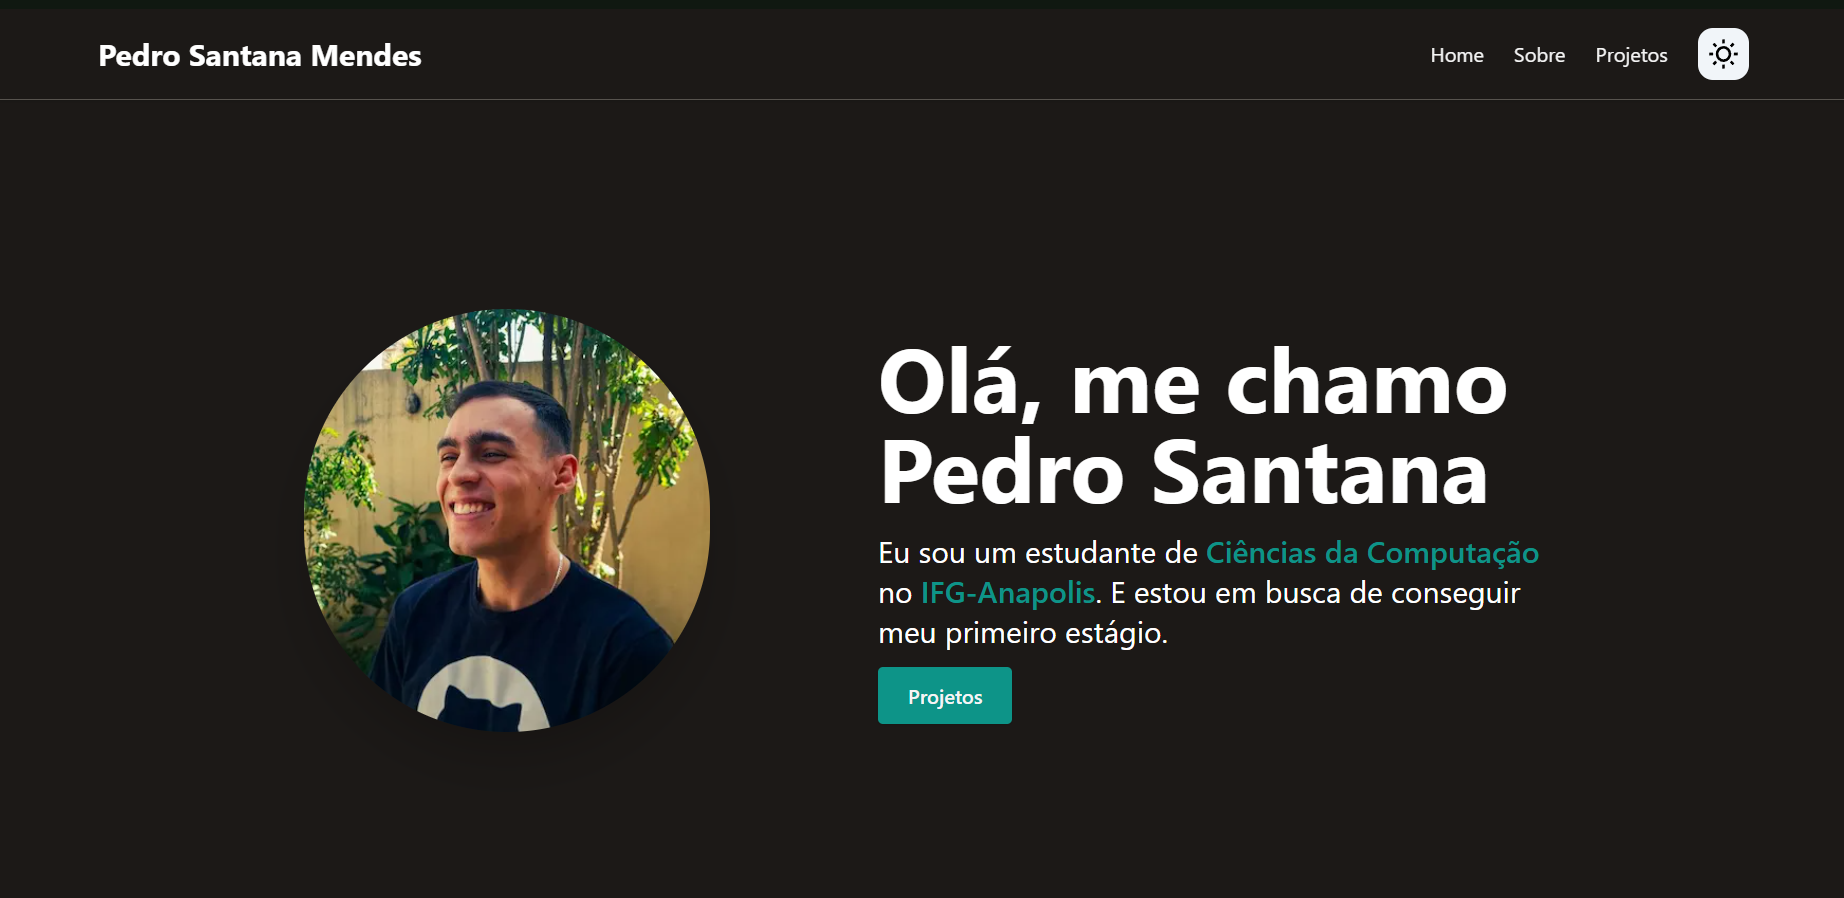 Pedro Santana Mendes
Home Sobre Projetos
Olá, me chamo
Pedro Santana
Eu sou um estudante de Ciências da Computação
no IFG-Anapolis. E estou em busca de conseguir
meu primeiro estágio.
Projetos